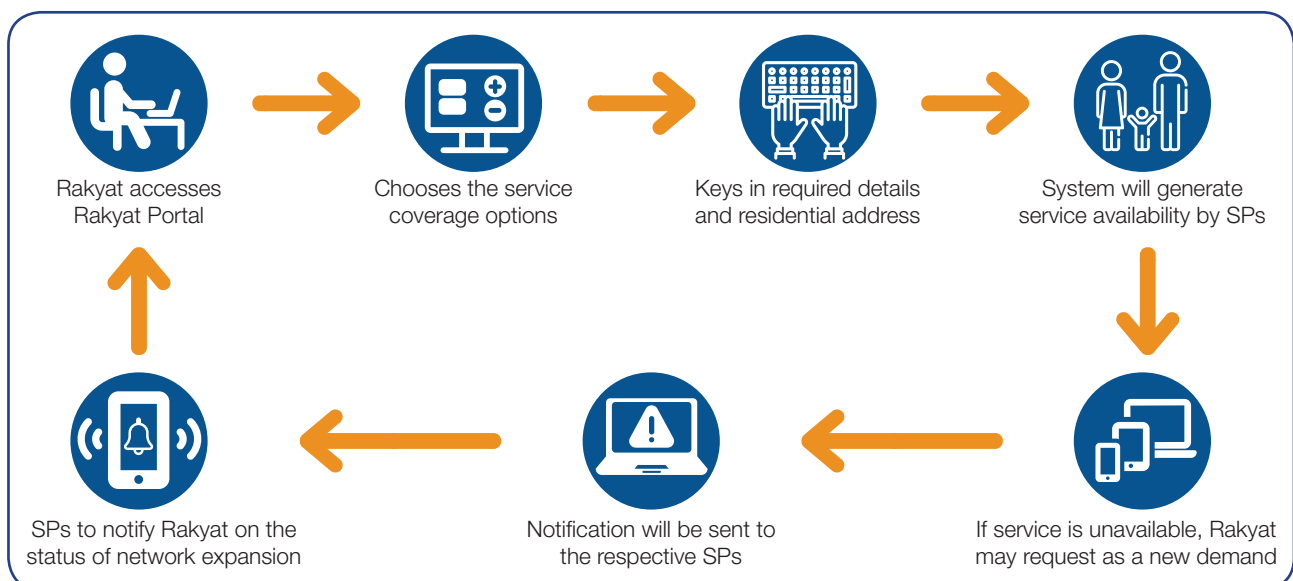 Rakyat accesses
Rakyat Portal
Chooses the service
coverage options
Keys in required details
and residential address
System will generate
service availability by SPs
If service is unavailable, Rakyat
may request as a new demand
Notification will be sent to
the respective SPs
SPs to notify Rakyat on the
status of network expansion